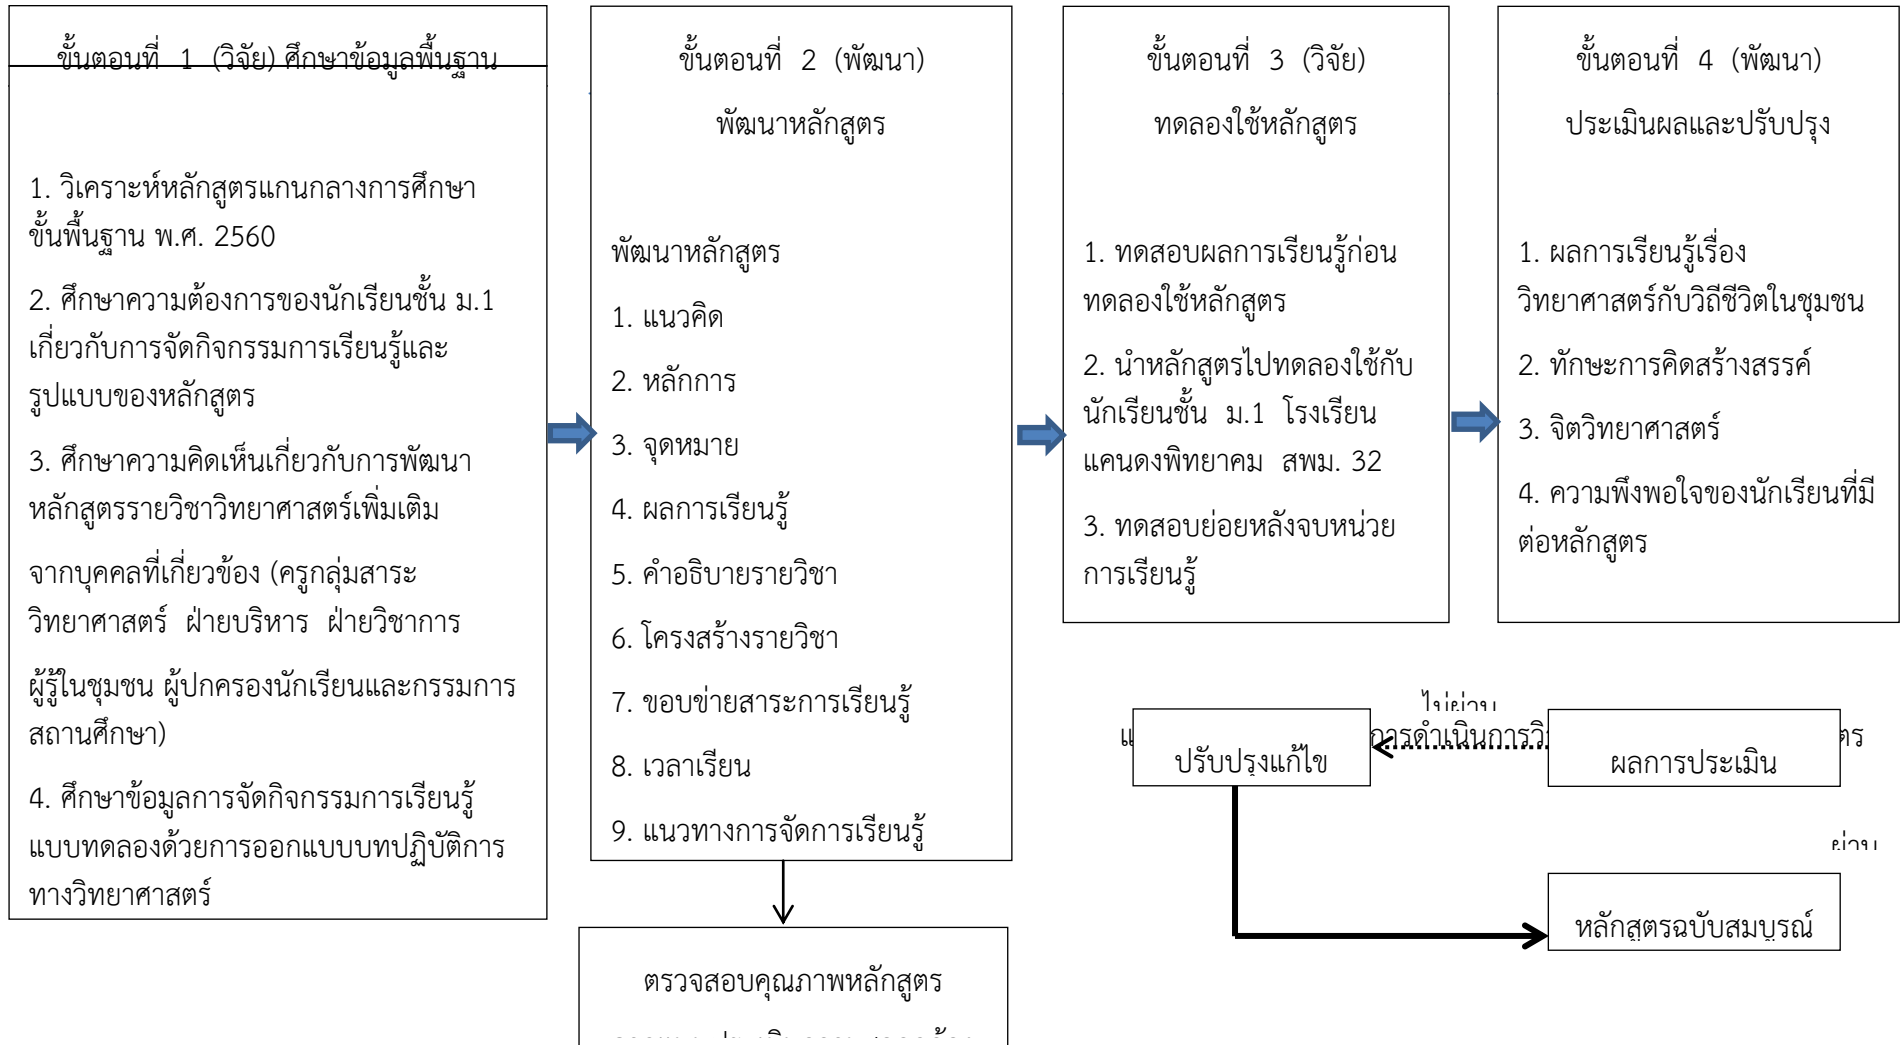 ขั้นตอนที่ 1 (วิจัย) ศึกษาข้อมูลพื้นฐาน
1. วิเคราะห์หลักสูตรแกนกลางการศึกษา
ขั้นพื้นฐาน พ.ศ. 2560
2. ศึกษาความต้องการของนักเรียนชั้น ม.1
เกี่ยวกับการจัดกิจกรรมการเรียนรู้และ
รูปแบบของหลักสูตร
3. ศึกษาความคิดเห็นเกี่ยวกับการพัฒนา
หลักสูตรรายวิชาวิทยาศาสตร์เพิ่มเติม
จากบุคคลที่เกี่ยวข้อง (ครูกลุ่มสาระ
วิทยาศาสตร์ ฝ่ายบริหาร ฝ่ายวิชาการ
ผู้รู้ในชุมชน ผู้ปกครองนักเรียนและกรรมการ
สถานศึกษา)
4. ศึกษาข้อมูลการจัดกิจกรรมการเรียนรู้
แบบทดลองด้วยการออกแบบบทปฏิบัติการ
ทางวิทยาศาสตร์
ขั้นตอนที่ 2 (พัฒนา)
พัฒนาหลักสูตร
พัฒนาหลักสูตร
1. แนวคิด
2. หลักการ
3. จุดหมาย
4. ผลการเรียนรู้
5. คำอธิบายรายวิชา
6. โครงสร้างรายวิชา
7. ขอบข่ายสาระการเรียนรู้
8. เวลาเรียน
9. แนวทางการจัดการเรียนรู้
ตรวจสอบคุณภาพหลักสูตร
ขั้นตอนที่ 3 (วิจัย)
ทดลองใช้หลักสูตร
1. ทดสอบผลการเรียนรู้ก่อน
ทดลองใช้หลักสูตร
2. นำหลักสูตรไปทดลองใช้กับ
นักเรียนชั้น ม.1 โรงเรียน
แคนดงพิทยาคม สพม. 32
3. ทดสอบย่อยหลังจบหน่วย
การเรียนรู้
ขั้นตอนที่ 4 (พัฒนา)
ประเมินผลและปรับปรุง
1. ผลการเรียนรู้เรื่อง
วิทยาศาสตร์กับวิถีชีวิตในชุมชน
2. ทักษะการคิดสร้างสรรค์
3. จิตวิทยาศาสตร์
4. ความพึงพอใจของนักเรียนที่มี
ต่อหลักสูตร
ไม่ผ่าน
การดำเนินการ
ปรับปรุงแก้ไข
ผลการประเมิน
ผ่าน
หลักสูตรฉบับสมบูรณ์